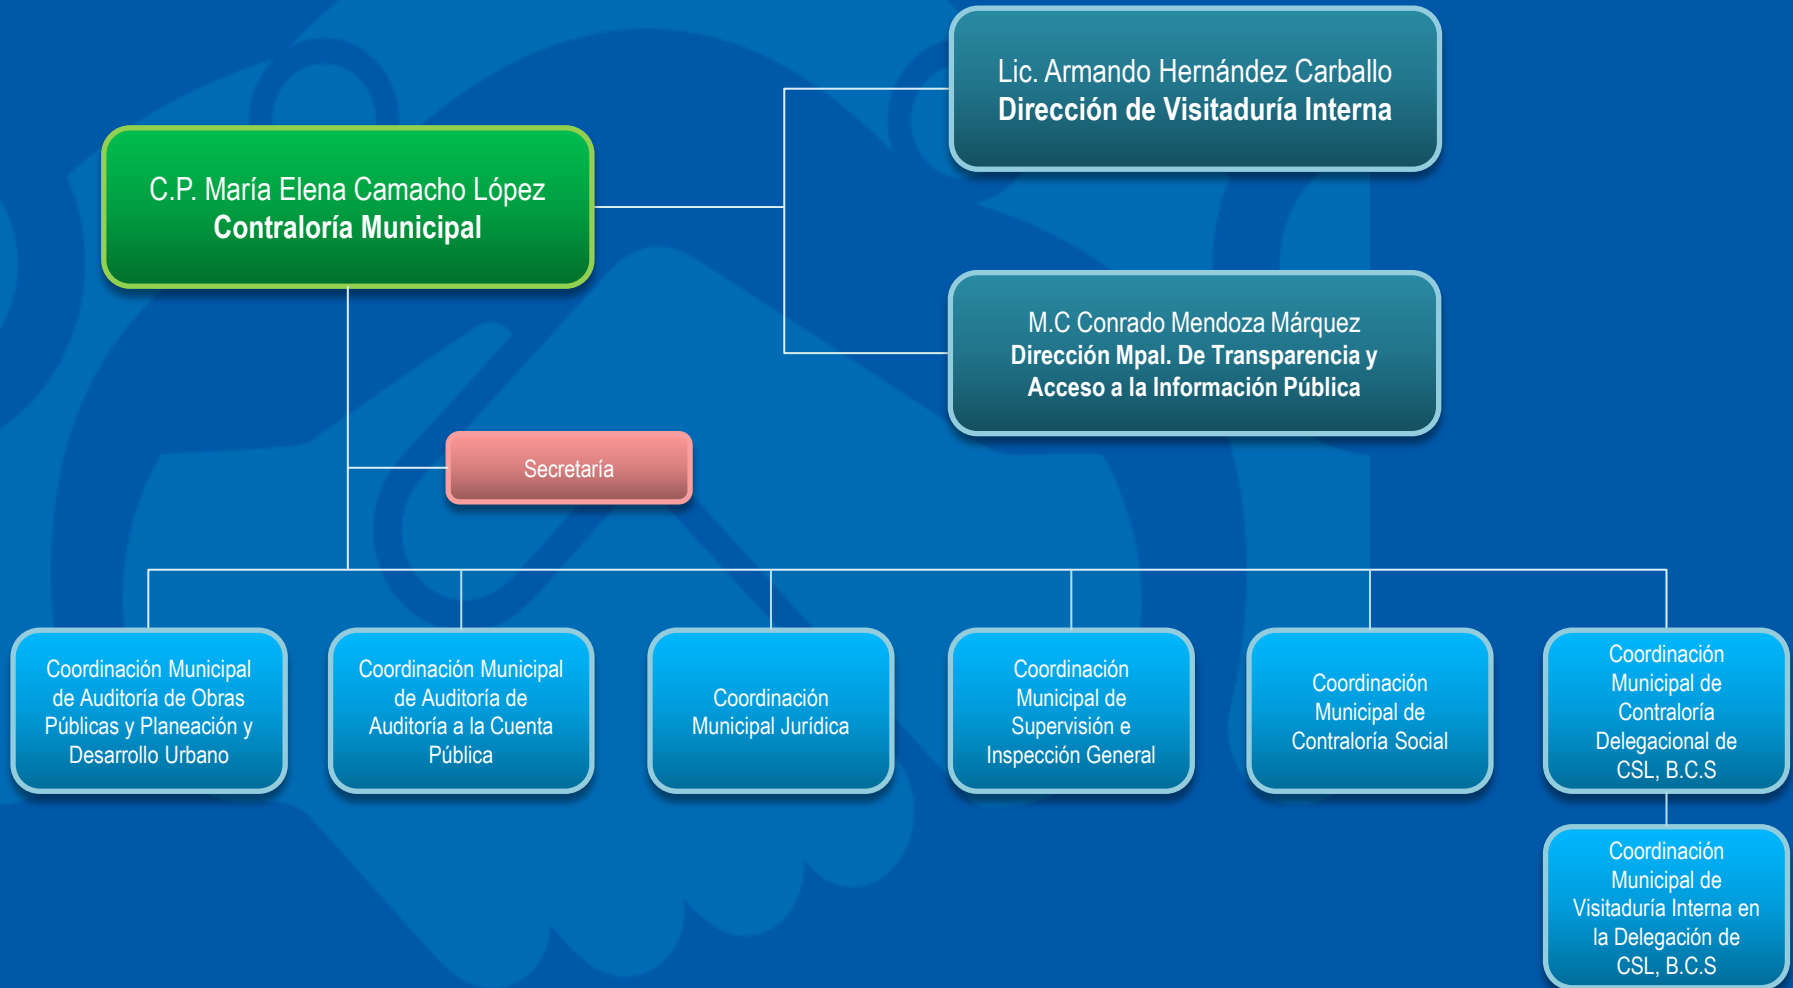 Lic. Armando Hernández Carballo
Dirección de Visitaduría Interna
C.P. María Elena Camacho López
Contraloría Municipal
M.C Conrado Mendoza Márquez
Dirección Mpal. De Transparencia y
Acceso a la Información Pública
Secretaría
Coordinación Municipal
de Auditoría de Obras
Públicas y Planeación y
Desarrollo Urbano
Coordinación Municipal
de Auditoría de
Auditoría a la Cuenta
Pública
Coordinación
Municipal Jurídica
Coordinación
Municipal de
Supervisión e
Inspección General
Coordinación
Municipal de
Contraloría Social
Coordinación
Municipal de
Contraloría
Delegacional de
CSL, B.C.S
Coordinación
Municipal de
Visitaduría Interna en
la Delegación de
CSL, B.C.S